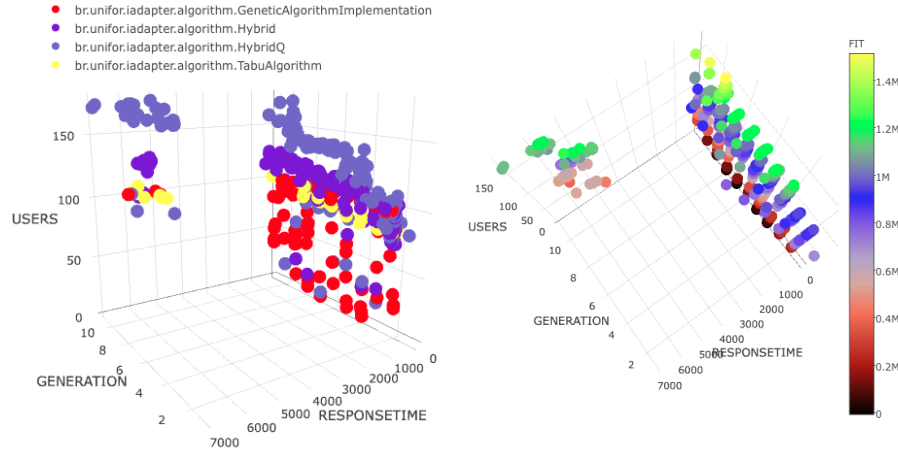 br.unifor.iadapter.algorithm.GeneticAlgorithmImplementation
br.unifor.iadapter.algorithm.Hybrid
br.unifor.iadapter.algorithm.HybridQ
br.unifor.iadapter.algorithm.TabuAlgorithm
150
100
50
0
USERS
10
8
6
4
2
GENERATION
0
1000
2000
3000
4000
5000
6000
7000
RESPONSETIME
150
100
50
0
USERS
10
8
6
4
2
GENERATION
0
1000
2000
3000
4000
5000
6000
7000
RESPONSETIME
FIT
1.4M
1.2M
1M
0.8M
0.6M
0.4M
0.2M
0